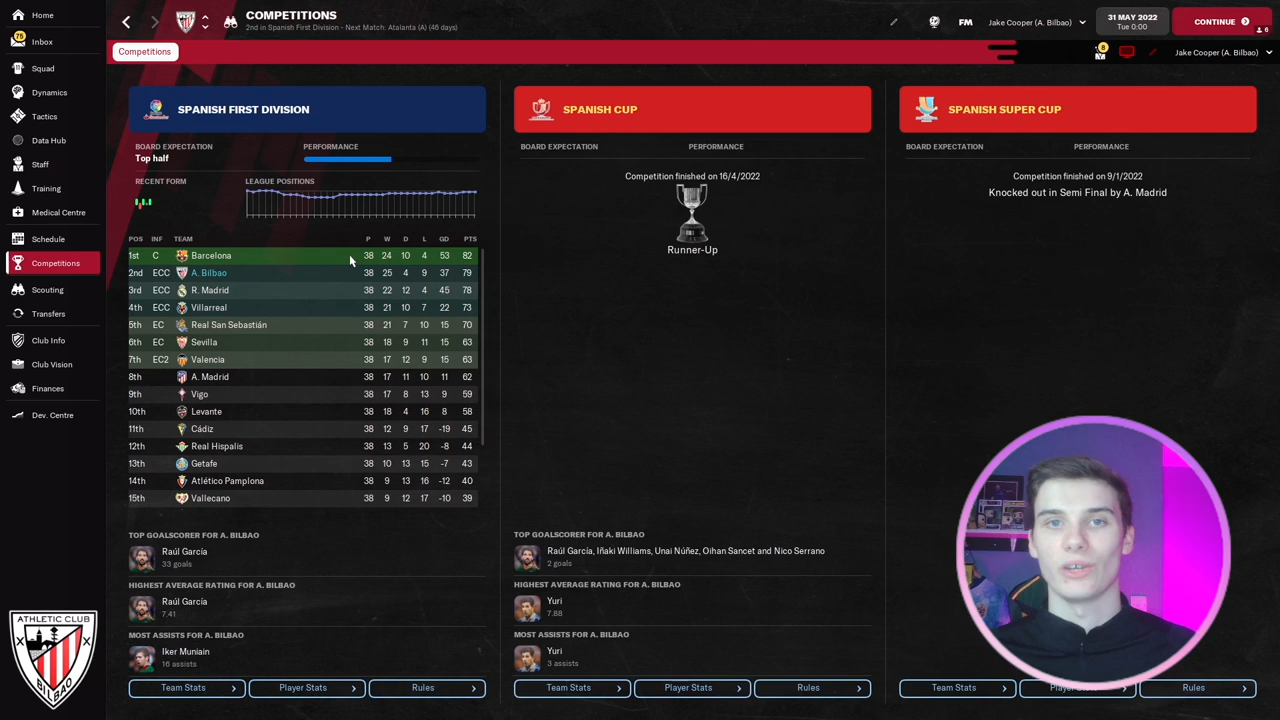 Home
75
Inbox
Squad
Dynamics
Tactics
Data Hub
Staff
Training
Medical Centre
Schedule
Competitions
Scouting
Transfers
Club Info
Club Vision
Finances
Dev. Centre
ATHLETIC CLUB
BILBAO
COMPETITIONS
2nd in Spanish First Division - Next Match: Atalanta (A) (46 days)
FM
Jake Cooper (A. Bilbao)
31 MAY 2022
Tue 0:00
CONTINUE
6
Competitions
8
Jake Cooper (A. Bilbao)
SPANISH FIRST DIVISION
BOARD EXPECTATION PERFORMANCE
Top half
RECENT FORM LEAGUE POSITIONS
POS INF TEAM P W D L GD PTS
1st C Barcelona 38 24 10 4 53 82
2nd ECC A. Bilbao 38 25 4 9 37 79
3rd ECC R. Madrid 38 22 12 4 45 78
4th ECC Villarreal 38 21 10 7 22 73
5th EC Real San Sebastián 38 21 7 10 15 70
6th EC Sevilla 38 18 9 11 15 63
7th EC2 Valencia 38 17 12 9 15 63
8th A. Madrid 38 17 11 10 11 62
9th Vigo 38 17 8 13 9 59
10th Levante 38 18 4 16 8 58
11th Cádiz 38 12 9 17 -19 45
12th Real Hispalis 38 13 5 20 -8 44
13th Getafe 38 10 13 15 -7 43
14th Atlético Pamplona 38 9 13 16 -12 40
15th Vallecano 38 9 12 17 -10 39
TOP GOALSCORER FOR A. BILBAO
Raúl García
33 goals
HIGHEST AVERAGE RATING FOR A. BILBAO
Raúl García
7.41
MOST ASSISTS FOR A. BILBAO
Iker Muniain
16 assists
Team Stats
Player Stats
Rules
SPANISH CUP
BOARD EXPECTATION PERFORMANCE
Competition finished on 16/4/2022
Runner-Up
TOP GOALSCORER FOR A. BILBAO
Raúl García, Iñaki Williams, Unai Núñez, Oihan Sancet and Nico Serrano
2 goals
HIGHEST AVERAGE RATING FOR A. BILBAO
Yuri
7.88
MOST ASSISTS FOR A. BILBAO
Yuri
3 assists
Team Stats
Player Stats
Rules
SPANISH SUPER CUP
BOARD EXPECTATION PERFORMANCE
Competition finished on 9/1/2022
Knocked out in Semi Final by A. Madrid
Team Stats
Player Stats
Rules